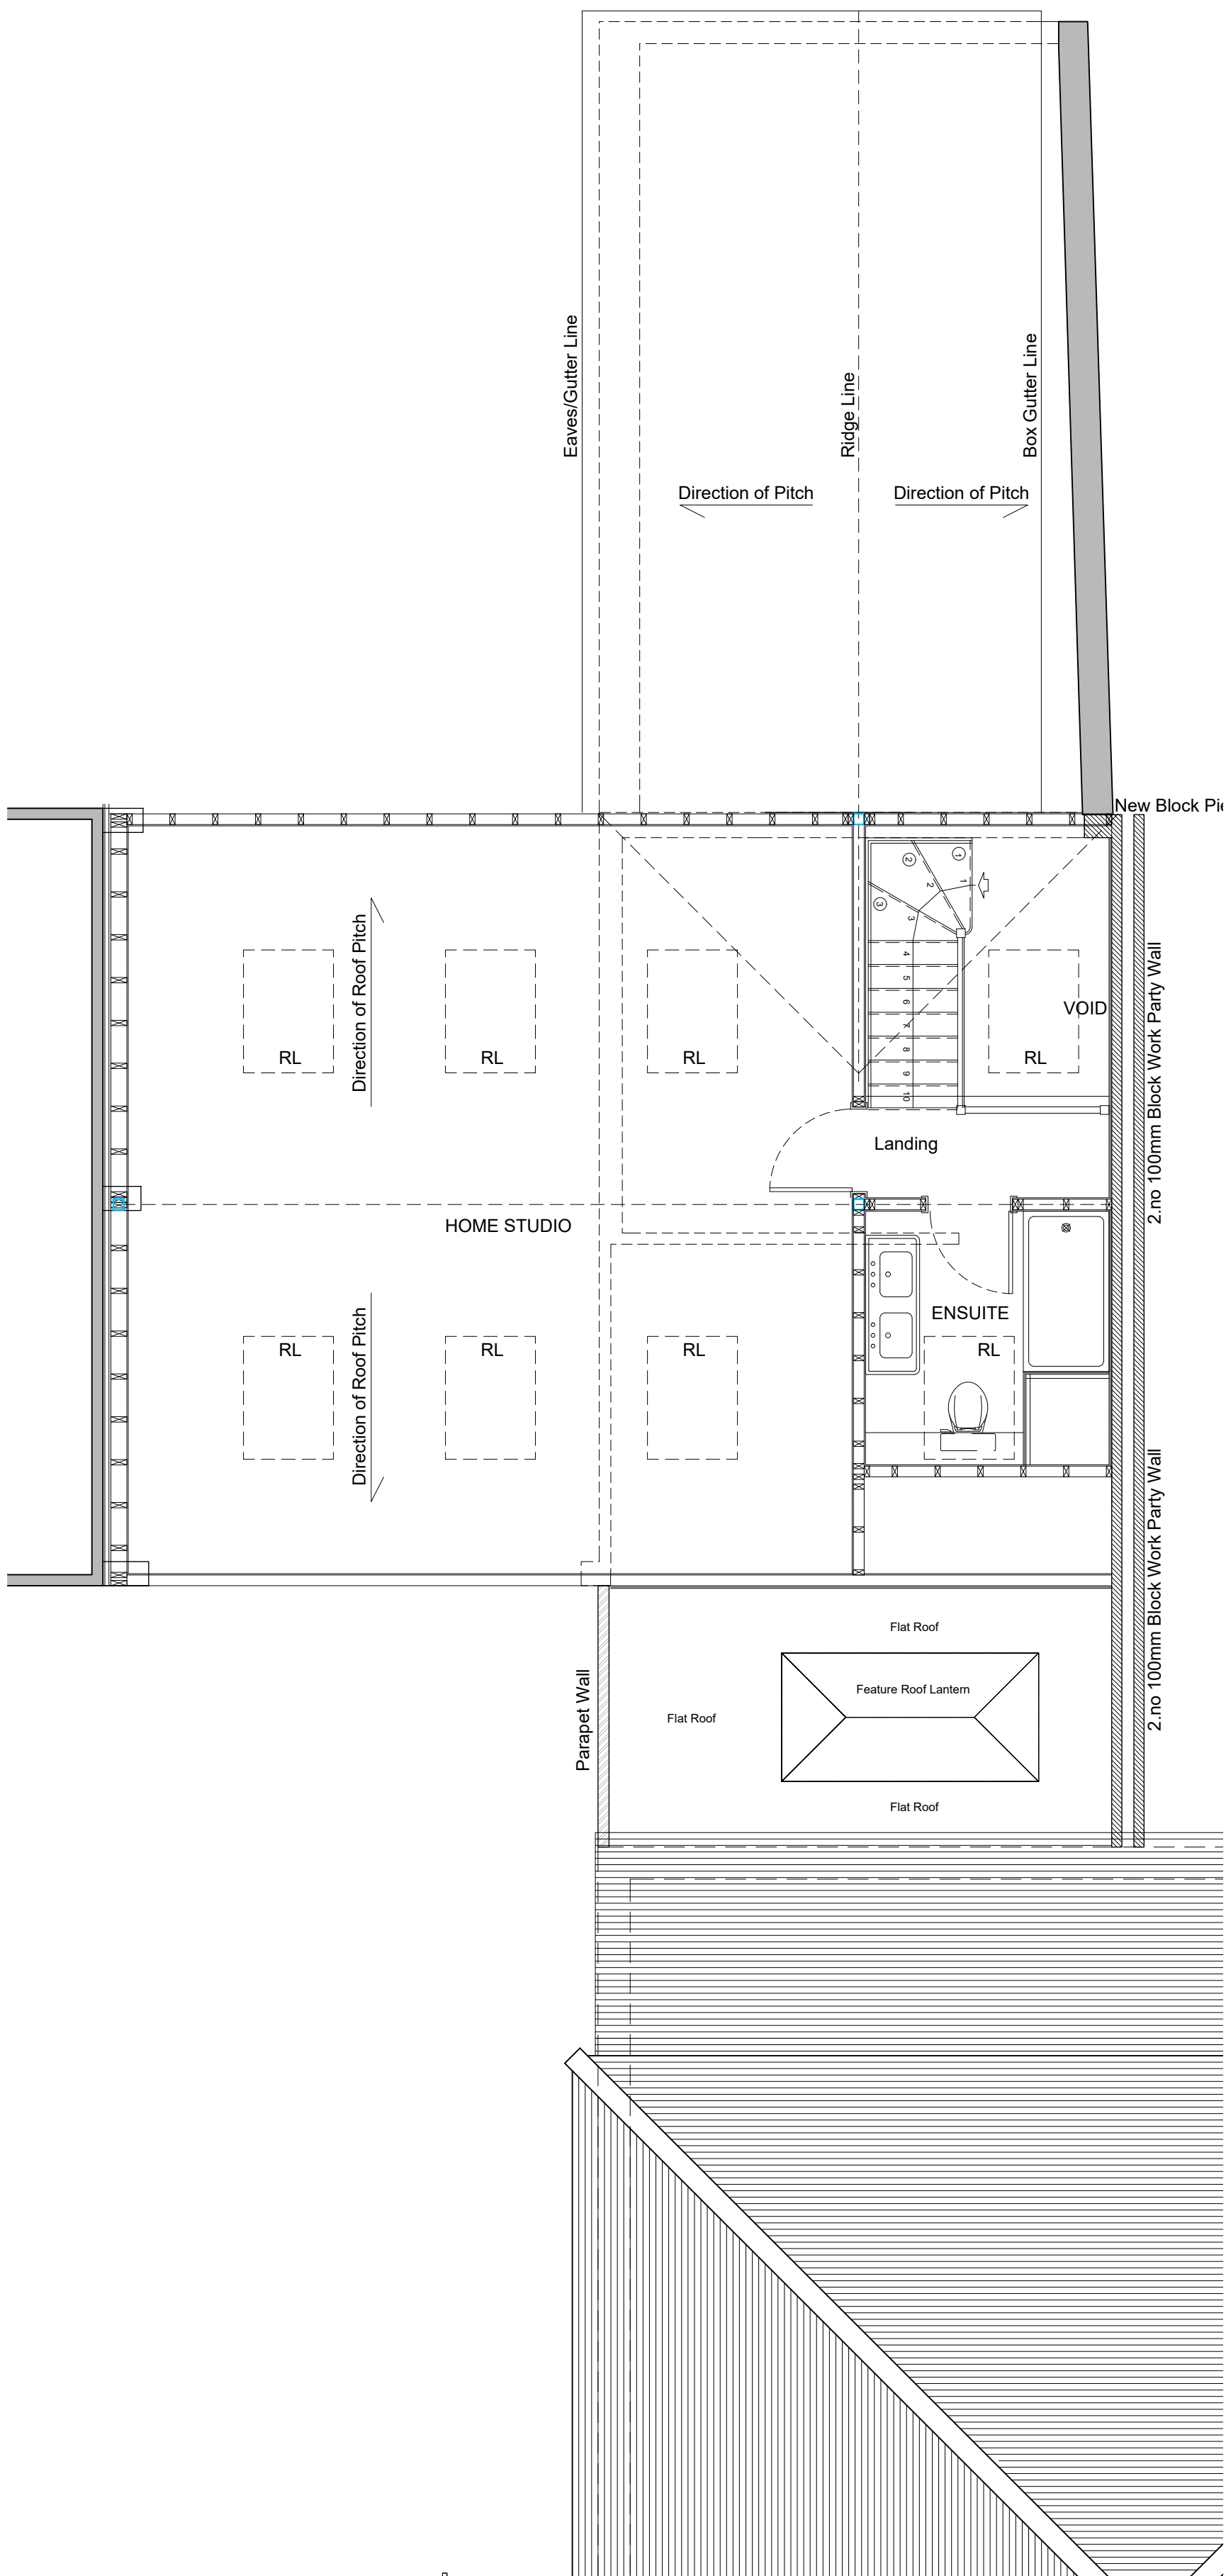 Eaves/Gutter Line
Ridge Line
Box Gutter Line
Direction of Pitch
Direction of Pitch
New Block Pie
1
2
3
1
2
3
4
5
6
7
8
9
10
Direction of Roof Pitch
RL
RL
RL
RL
VOID
2.no 100mm Block Work Party Wall
Landing
HOME STUDIO
ENSUITE
Direction of Roof Pitch
RL
RL
RL
RL
2.no 100mm Block Work Party Wall
Parapet Wall
Flat Roof
Feature Roof Lantern
Flat Roof
Flat Roof